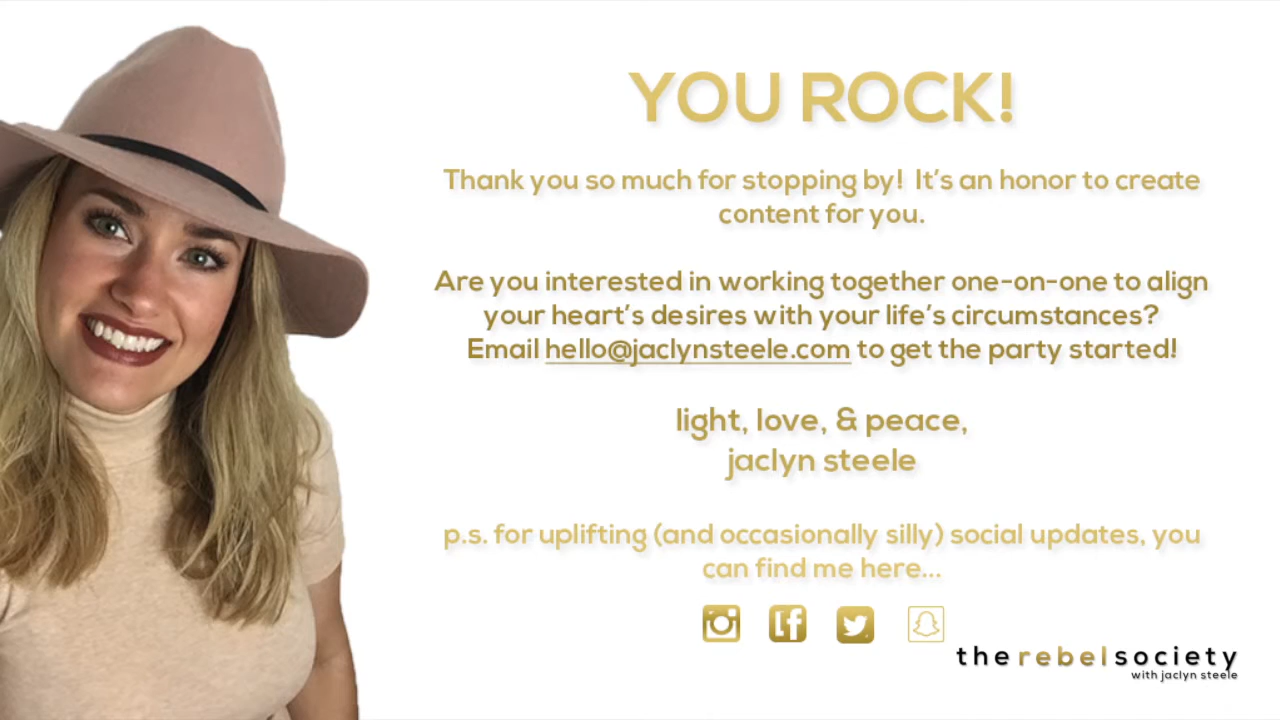 YOU ROCK!
Thank you so much for stopping by! It's an honor to create
content for you.
Are you interested in working together one-on-one to align
your heart's desires with your life's circumstances?
Email hello@jaclynsteele.com to get the party started!
light, love, & peace,
jaclyn steele
p.s. for uplifting (and occasionally silly) social updates, you
can find me here...
the rebel society
with jaclyn steele